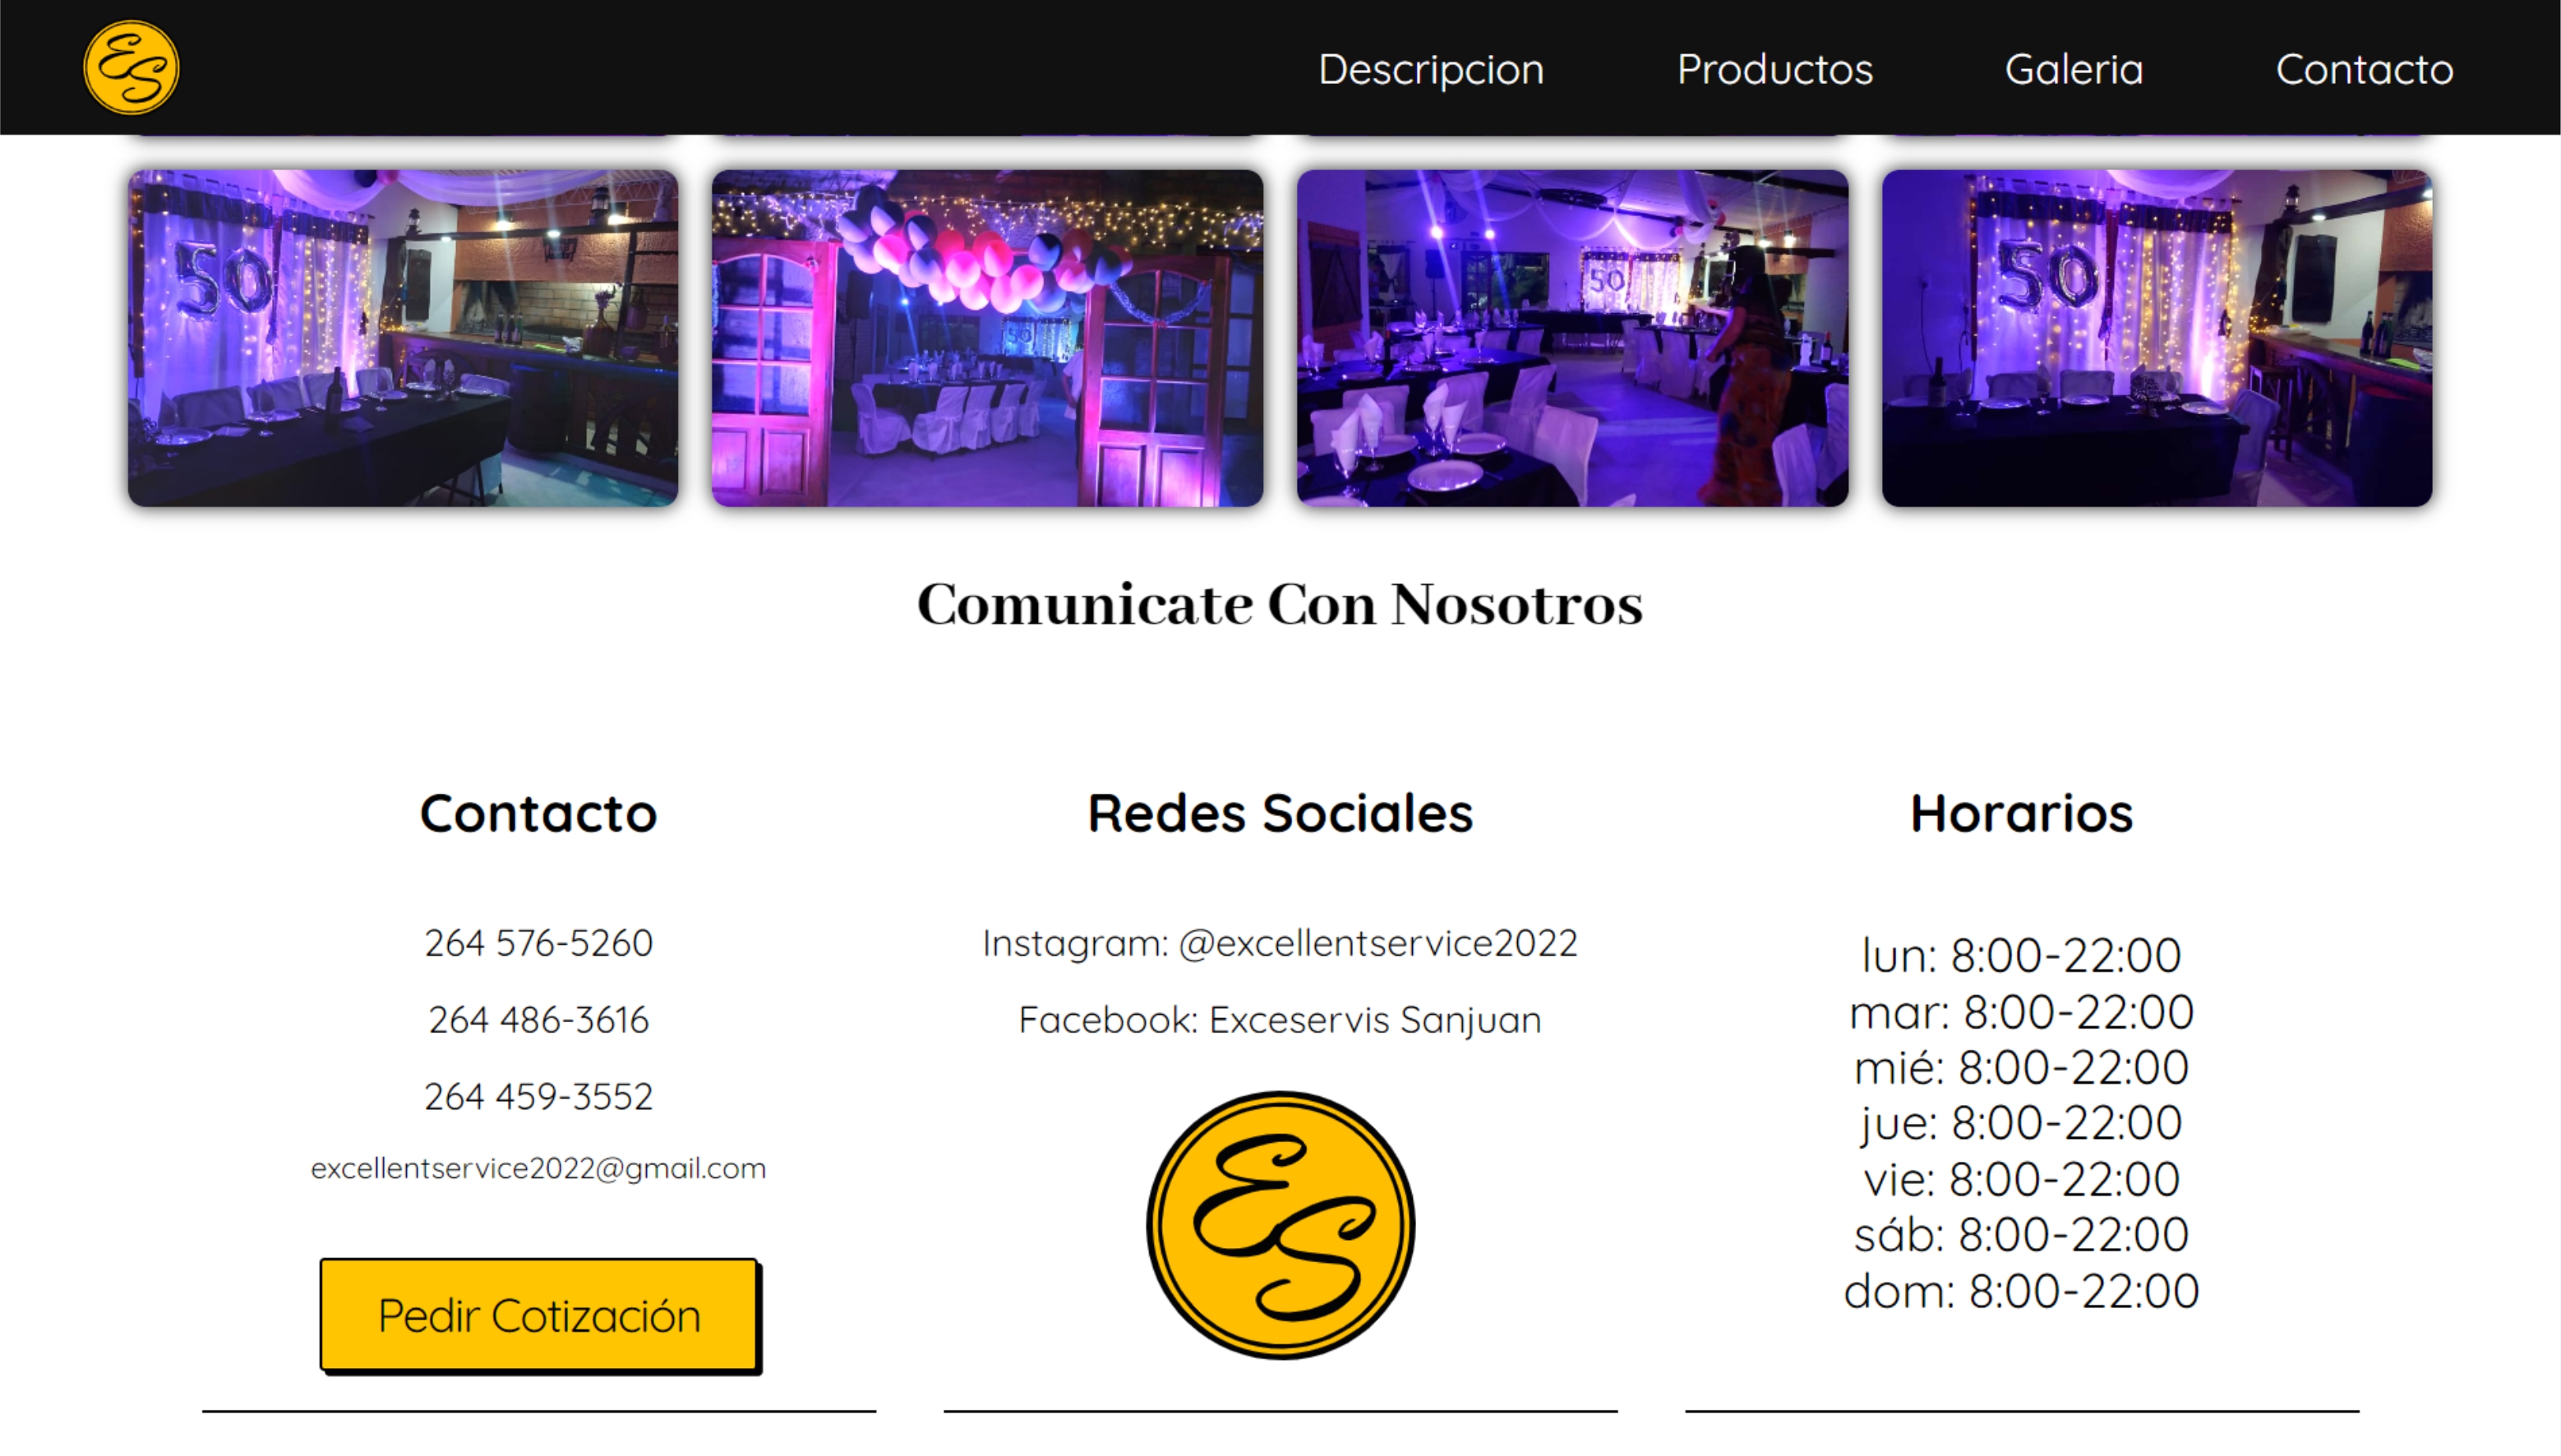 ES
Descripcion
Productos
Galeria
Contacto
50
50
50
50
Comunicate Con Nosotros
Contacto
264 576-5260
264 486-3616
264 459-3552
excellentservice2022@gmail.com
Pedir Cotización
Redes Sociales
Instagram: @excellentservice2022
Facebook: Exceservis Sanjuan
ES
Horarios
lun: 8:00-22:00
mar: 8:00-22:00
mié: 8:00-22:00
jue: 8:00-22:00
vie: 8:00-22:00
sáb: 8:00-22:00
dom: 8:00-22:00